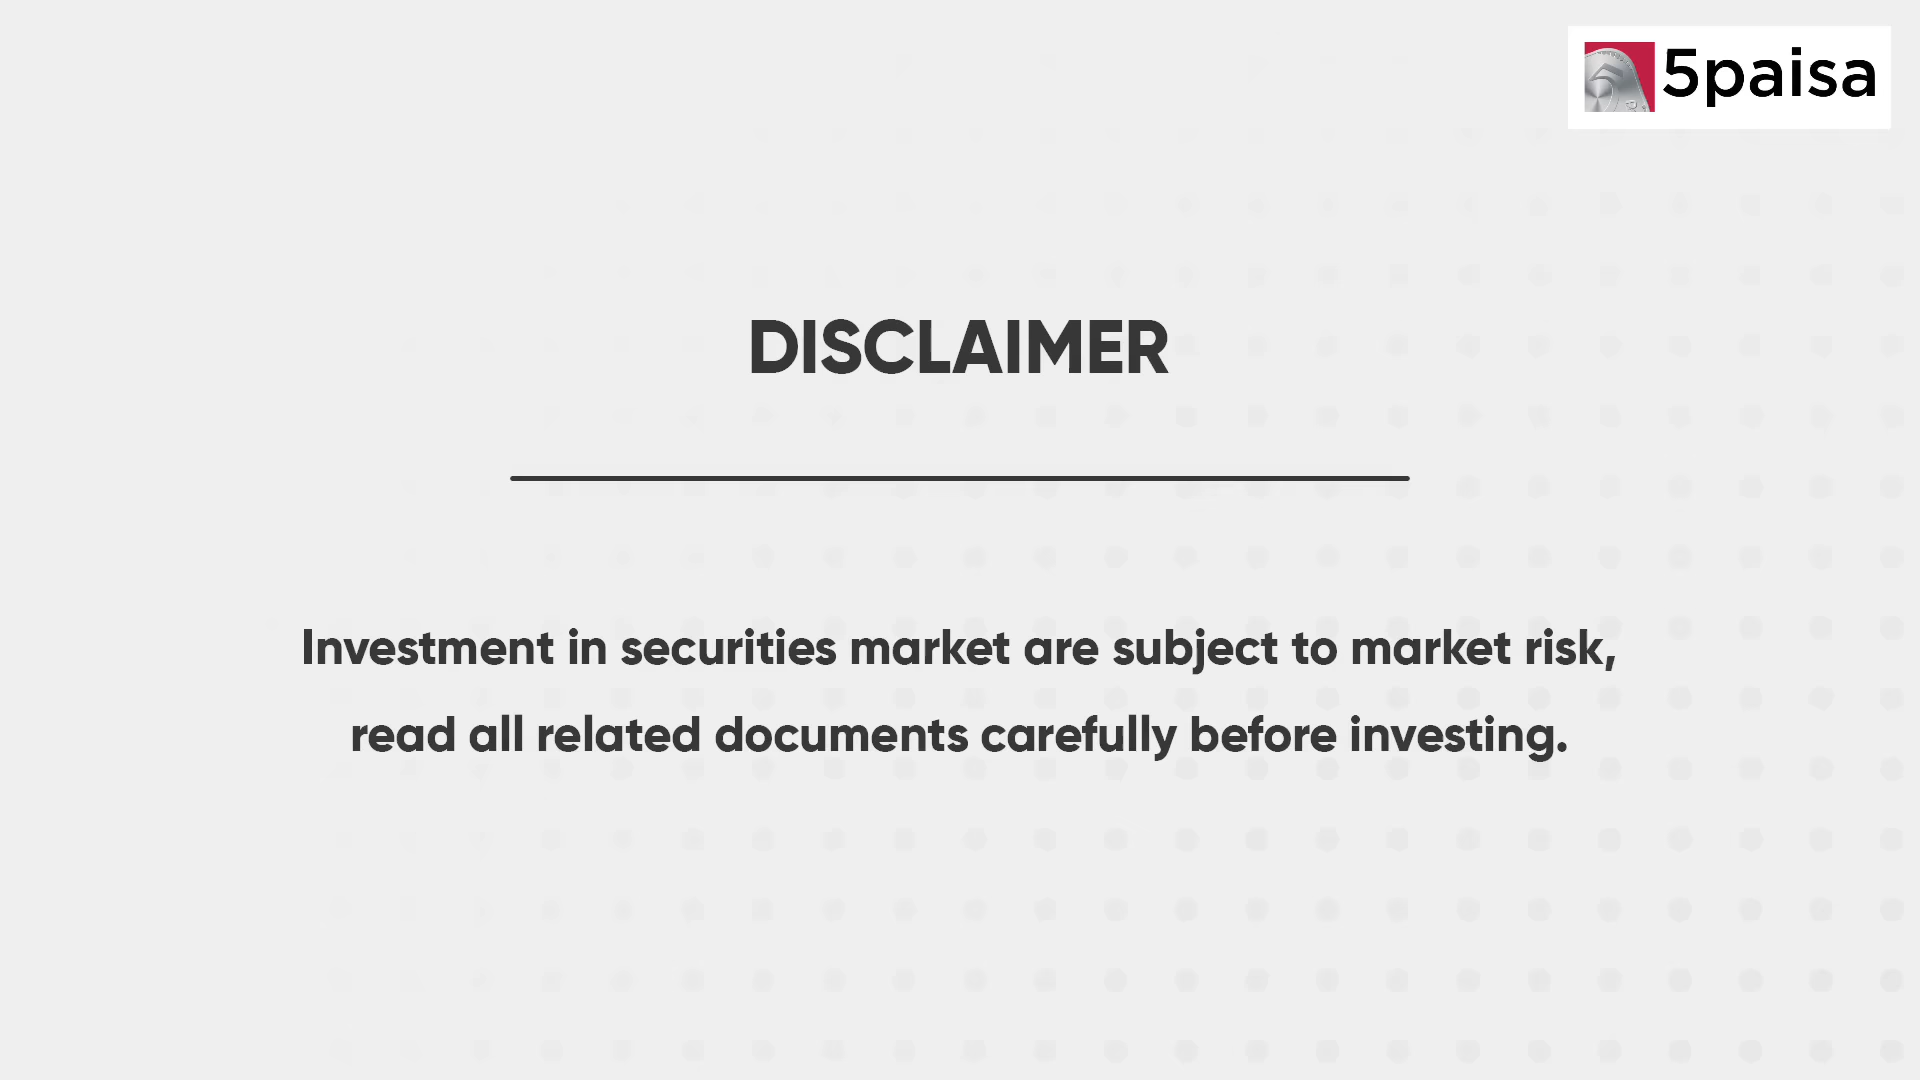 5paisa
DISCLAIMER
Investment in securities market are subject to market risk,
read all related documents carefully before investing.